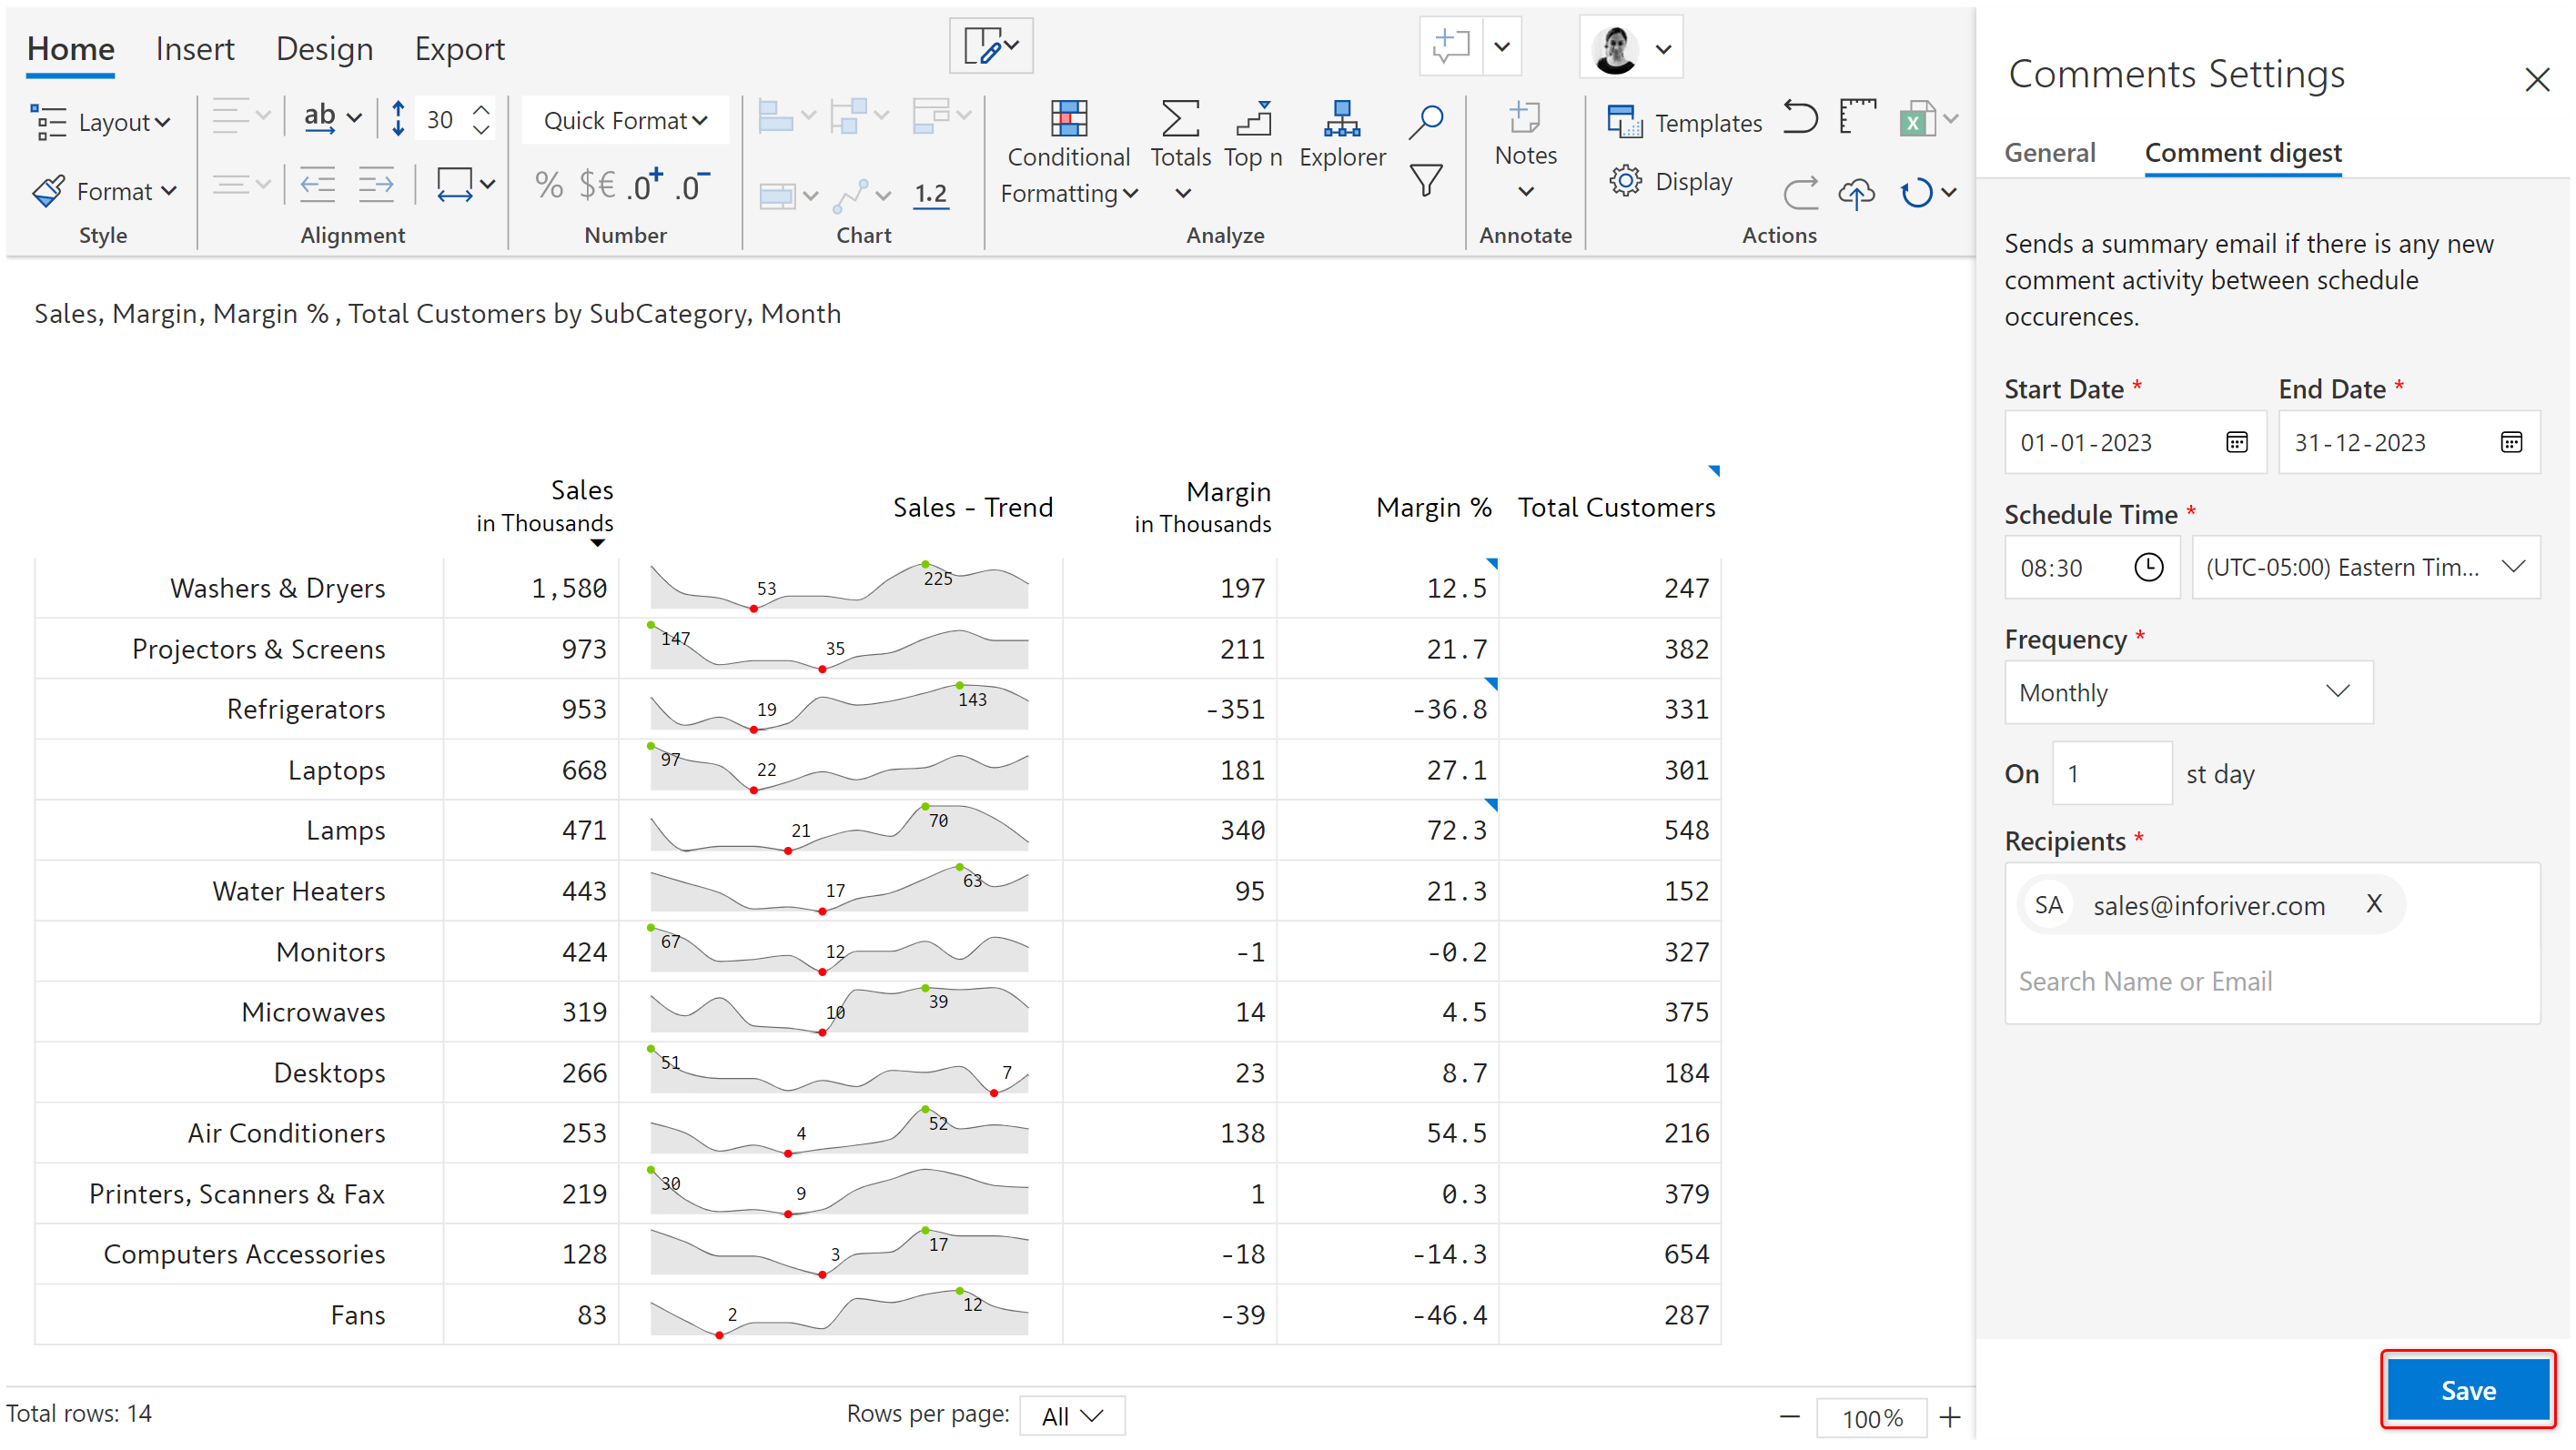 Home Insert Design Export
Layout
ab
30
Quick Format
Format
% $€ .0+ .0-
1.2
Conditional Formatting
Totals
Top n
Explorer
Notes
Templates
Display
Style
Alignment
Number
Chart
Analyze
Annotate
Actions
Sales, Margin, Margin % , Total Customers by SubCategory, Month
Sales in Thousands
Sales - Trend
Margin in Thousands
Margin %
Total Customers
Washers & Dryers 1,580 53 225 197 12.5 247
Projectors & Screens 973 147 35 211 21.7 382
Refrigerators 953 19 143 -351 -36.8 331
Laptops 668 97 22 181 27.1 301
Lamps 471 21 70 340 72.3 548
Water Heaters 443 17 63 95 21.3 152
Monitors 424 67 12 -1 -0.2 327
Microwaves 319 10 39 14 4.5 375
Desktops 266 51 7 23 8.7 184
Air Conditioners 253 4 52 138 54.5 216
Printers, Scanners & Fax 219 30 9 1 0.3 379
Computers Accessories 128 3 17 -18 -14.3 654
Fans 83 2 12 -39 -46.4 287
Total rows: 14
Rows per page: All
100%
Comments Settings
General Comment digest
Sends a summary email if there is any new
comment activity between schedule
occurences.
Start Date * End Date *
01-01-2023 31-12-2023
Schedule Time *
08:30 (UTC-05:00) Eastern Tim...
Frequency *
Monthly
On 1 st day
Recipients *
SA sales@inforiver.com X
Search Name or Email
Save